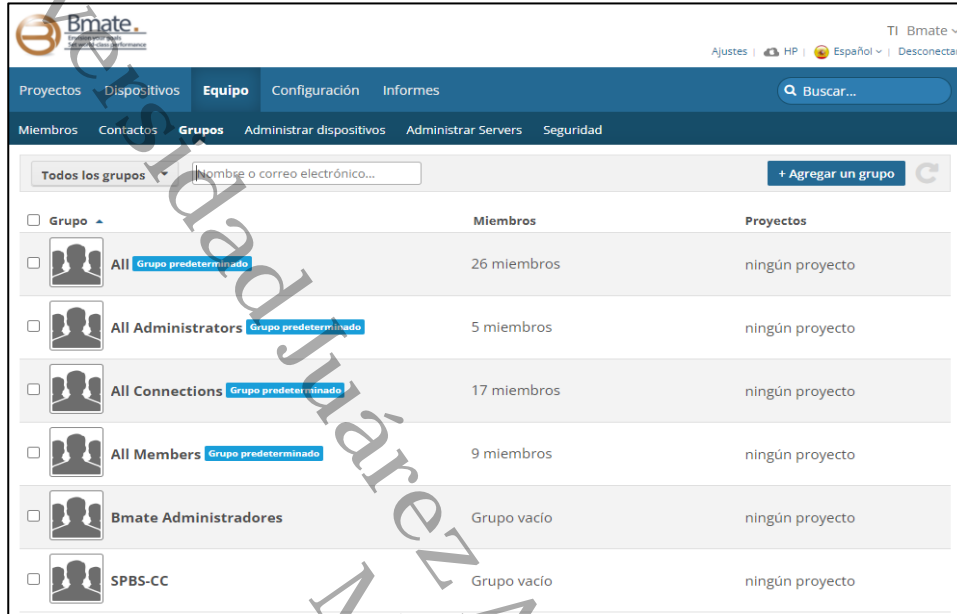 Bmate.
TI Bmate
Ajustes | HP | Español | Desconectar
Proyectos Dispositivos Equipo Configuración Informes
Buscar...
Miembros Contactos Grupos Administrar dispositivos Administrar Servers Seguridad
Todos los grupos
Nombre o correo electrónico...
+ Agregar un grupo
Grupo Miembros Proyectos
All Grupo predeterminado 26 miembros ningún proyecto
All Administrators Grupo predeterminado 5 miembros ningún proyecto
All Connections Grupo predeterminado 17 miembros ningún proyecto
All Members Grupo predeterminado 9 miembros ningún proyecto
Bmate Administradores Grupo vacío ningún proyecto
SPBS-CC Grupo vacío ningún proyecto
versidad Juárez A
M